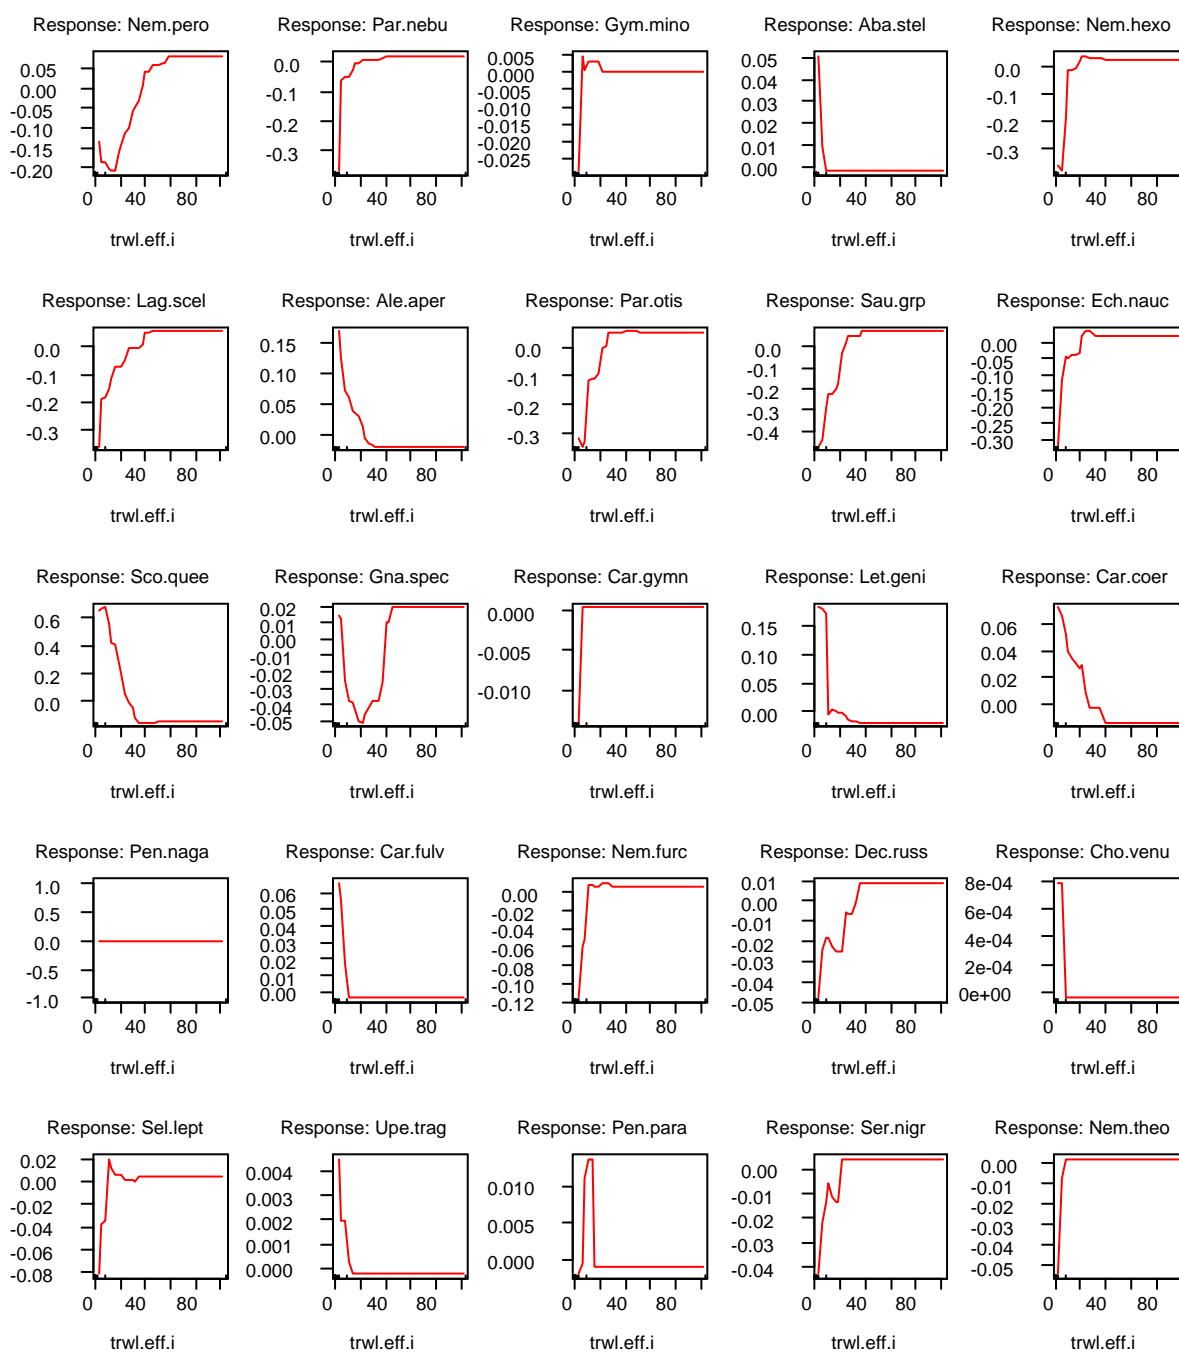 Response: Nem.pero
0.05
0.00
-0.05
-0.10
-0.15
-0.20
0 40 80
trwl.eff.i
Response: Par.nebu
0.0
-0.1
-0.2
-0.3
0 40 80
trwl.eff.i
Response: Gym.mino
0.005
0.000
-0.005
-0.010
-0.015
-0.020
-0.025
0 40 80
trwl.eff.i
Response: Aba.stel
0.05
0.04
0.03
0.02
0.01
0.00
0 40 80
trwl.eff.i
Response: Nem.hexo
0.0
-0.1
-0.2
-0.3
0 40 80
trwl.eff.i
Response: Lag.scel
0.0
-0.1
-0.2
-0.3
0 40 80
trwl.eff.i
Response: Ale.aper
0.15
0.10
0.05
0.00
0 40 80
trwl.eff.i
Response: Par.otis
0.0
-0.1
-0.2
-0.3
0 40 80
trwl.eff.i
Response: Sau.grp
0.0
-0.1
-0.2
-0.3
-0.4
0 40 80
trwl.eff.i
Response: Ech.nauc
0.00
-0.05
-0.10
-0.15
-0.20
-0.25
-0.30
0 40 80
trwl.eff.i
Response: Sco.quee
0.6
0.4
0.2
0.0
0 40 80
trwl.eff.i
Response: Gna.spec
0.02
0.01
0.00
-0.01
-0.02
-0.03
-0.04
-0.05
0 40 80
trwl.eff.i
Response: Car.gymn
0.000
-0.005
-0.010
0 40 80
trwl.eff.i
Response: Let.geni
0.15
0.10
0.05
0.00
0 40 80
trwl.eff.i
Response: Car.coer
0.06
0.04
0.02
0.00
0 40 80
trwl.eff.i
Response: Pen.naga
1.0
0.5
0.0
-0.5
-1.0
0 40 80
trwl.eff.i
Response: Car.fulv
0.06
0.05
0.04
0.03
0.02
0.01
0.00
0 40 80
trwl.eff.i
Response: Nem.furc
0.00
-0.02
-0.04
-0.06
-0.08
-0.10
-0.12
0 40 80
trwl.eff.i
Response: Dec.russ
0.01
0.00
-0.01
-0.02
-0.03
-0.04
-0.05
0 40 80
trwl.eff.i
Response: Cho.venu
8e-04
6e-04
4e-04
2e-04
0e+00
0 40 80
trwl.eff.i
Response: Sel.lept
0.02
0.00
-0.02
-0.04
-0.06
-0.08
0 40 80
trwl.eff.i
Response: Upe.trag
0.004
0.003
0.002
0.001
0.000
0 40 80
trwl.eff.i
Response: Pen.para
0.010
0.005
0.000
0 40 80
trwl.eff.i
Response: Ser.nigr
0.00
-0.01
-0.02
-0.03
-0.04
0 40 80
trwl.eff.i
Response: Nem.theo
0.00
-0.01
-0.02
-0.03
-0.04
-0.05
0 40 80
trwl.eff.i